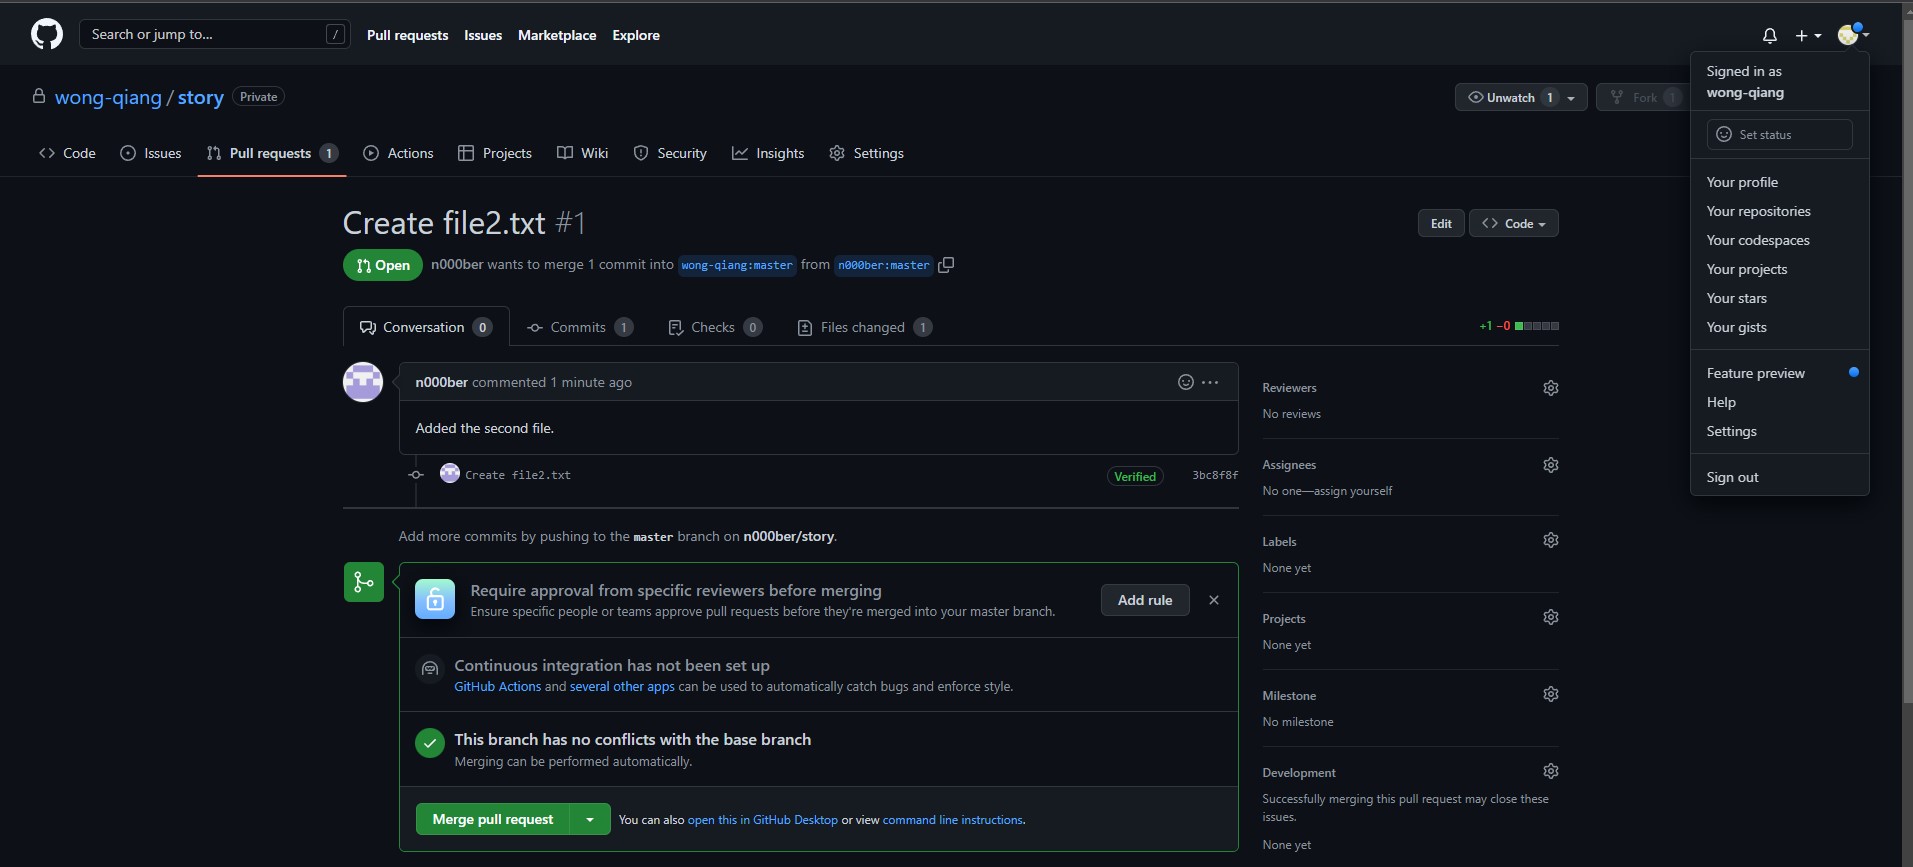 Search or jump to... /
Pull requests Issues Marketplace Explore
Signed in as
wong-qiang
Set status
Your profile
Your repositories
Your codespaces
Your projects
Your stars
Your gists
Feature preview
Help
Settings
Sign out
wong-qiang / story Private
Unwatch 1 Fork 1
Code Issues Pull requests 1 Actions Projects Wiki Security Insights Settings
Create file2.txt #1
Edit Code
Open n000ber wants to merge 1 commit into wong-qiang:master from n000ber:master
Conversation 0 Commits 1 Checks 0 Files changed 1
+1 −0
n000ber commented 1 minute ago
Added the second file.
Create file2.txt Verified 3bc8f8f
Add more commits by pushing to the master branch on n000ber/story.
Require approval from specific reviewers before merging
Ensure specific people or teams approve pull requests before they're merged into your master branch.
Add rule
Continuous integration has not been set up
GitHub Actions and several other apps can be used to automatically catch bugs and enforce style.
This branch has no conflicts with the base branch
Merging can be performed automatically.
Merge pull request You can also open this in GitHub Desktop or view command line instructions.
Reviewers
No reviews
Assignees
No one—assign yourself
Labels
None yet
Projects
None yet
Milestone
No milestone
Development
Successfully merging this pull request may close these
issues.
None yet